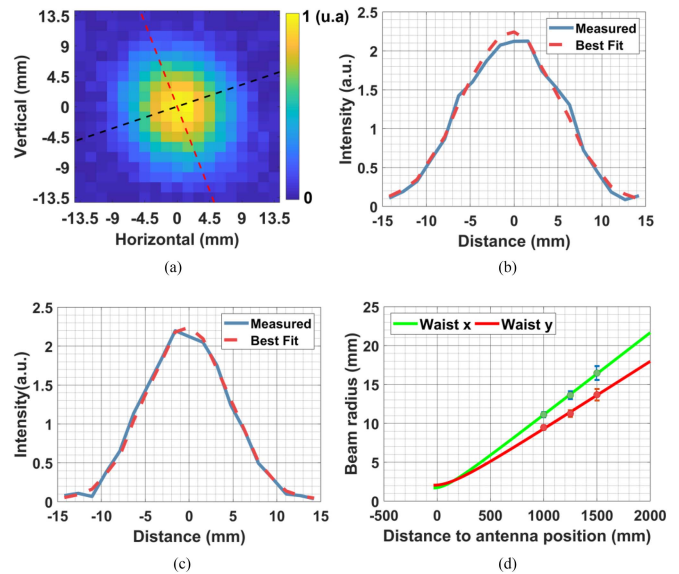 13.5
9
4.5
0
-4.5
-9
-13.5
Vertical (mm)
-13.5 -4.5 0 4.5 13.5
Horizontal (mm)
1 (u.a)
0
(a)
2.5
2
1.5
1
0.5
0
Intensity (a.u.)
-15 -10 -5 0 5 10 15
Distance (mm)
Measured
Best Fit
(b)
2.5
2
1.5
1
0.5
0
Intensity(a.u.)
-15 -10 -5 0 5 10 15
Distance (mm)
Measured
Best Fit
(c)
25
20
15
10
5
0
Beam radius (mm)
-500 0 500 1000 1500 2000
Distance to antenna position (mm)
Waist x Waist y
(d)